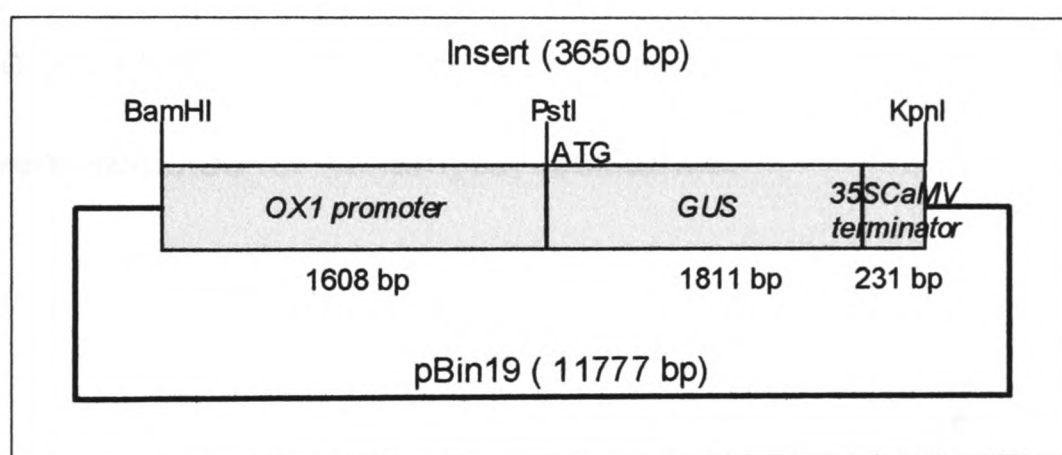 Insert (3650 bp)
BamHI PstI KpnI
ATG
OX1 promoter GUS 35SCaMV
terminator
1608 bp 1811 bp 231 bp
pBin19 ( 11777 bp)